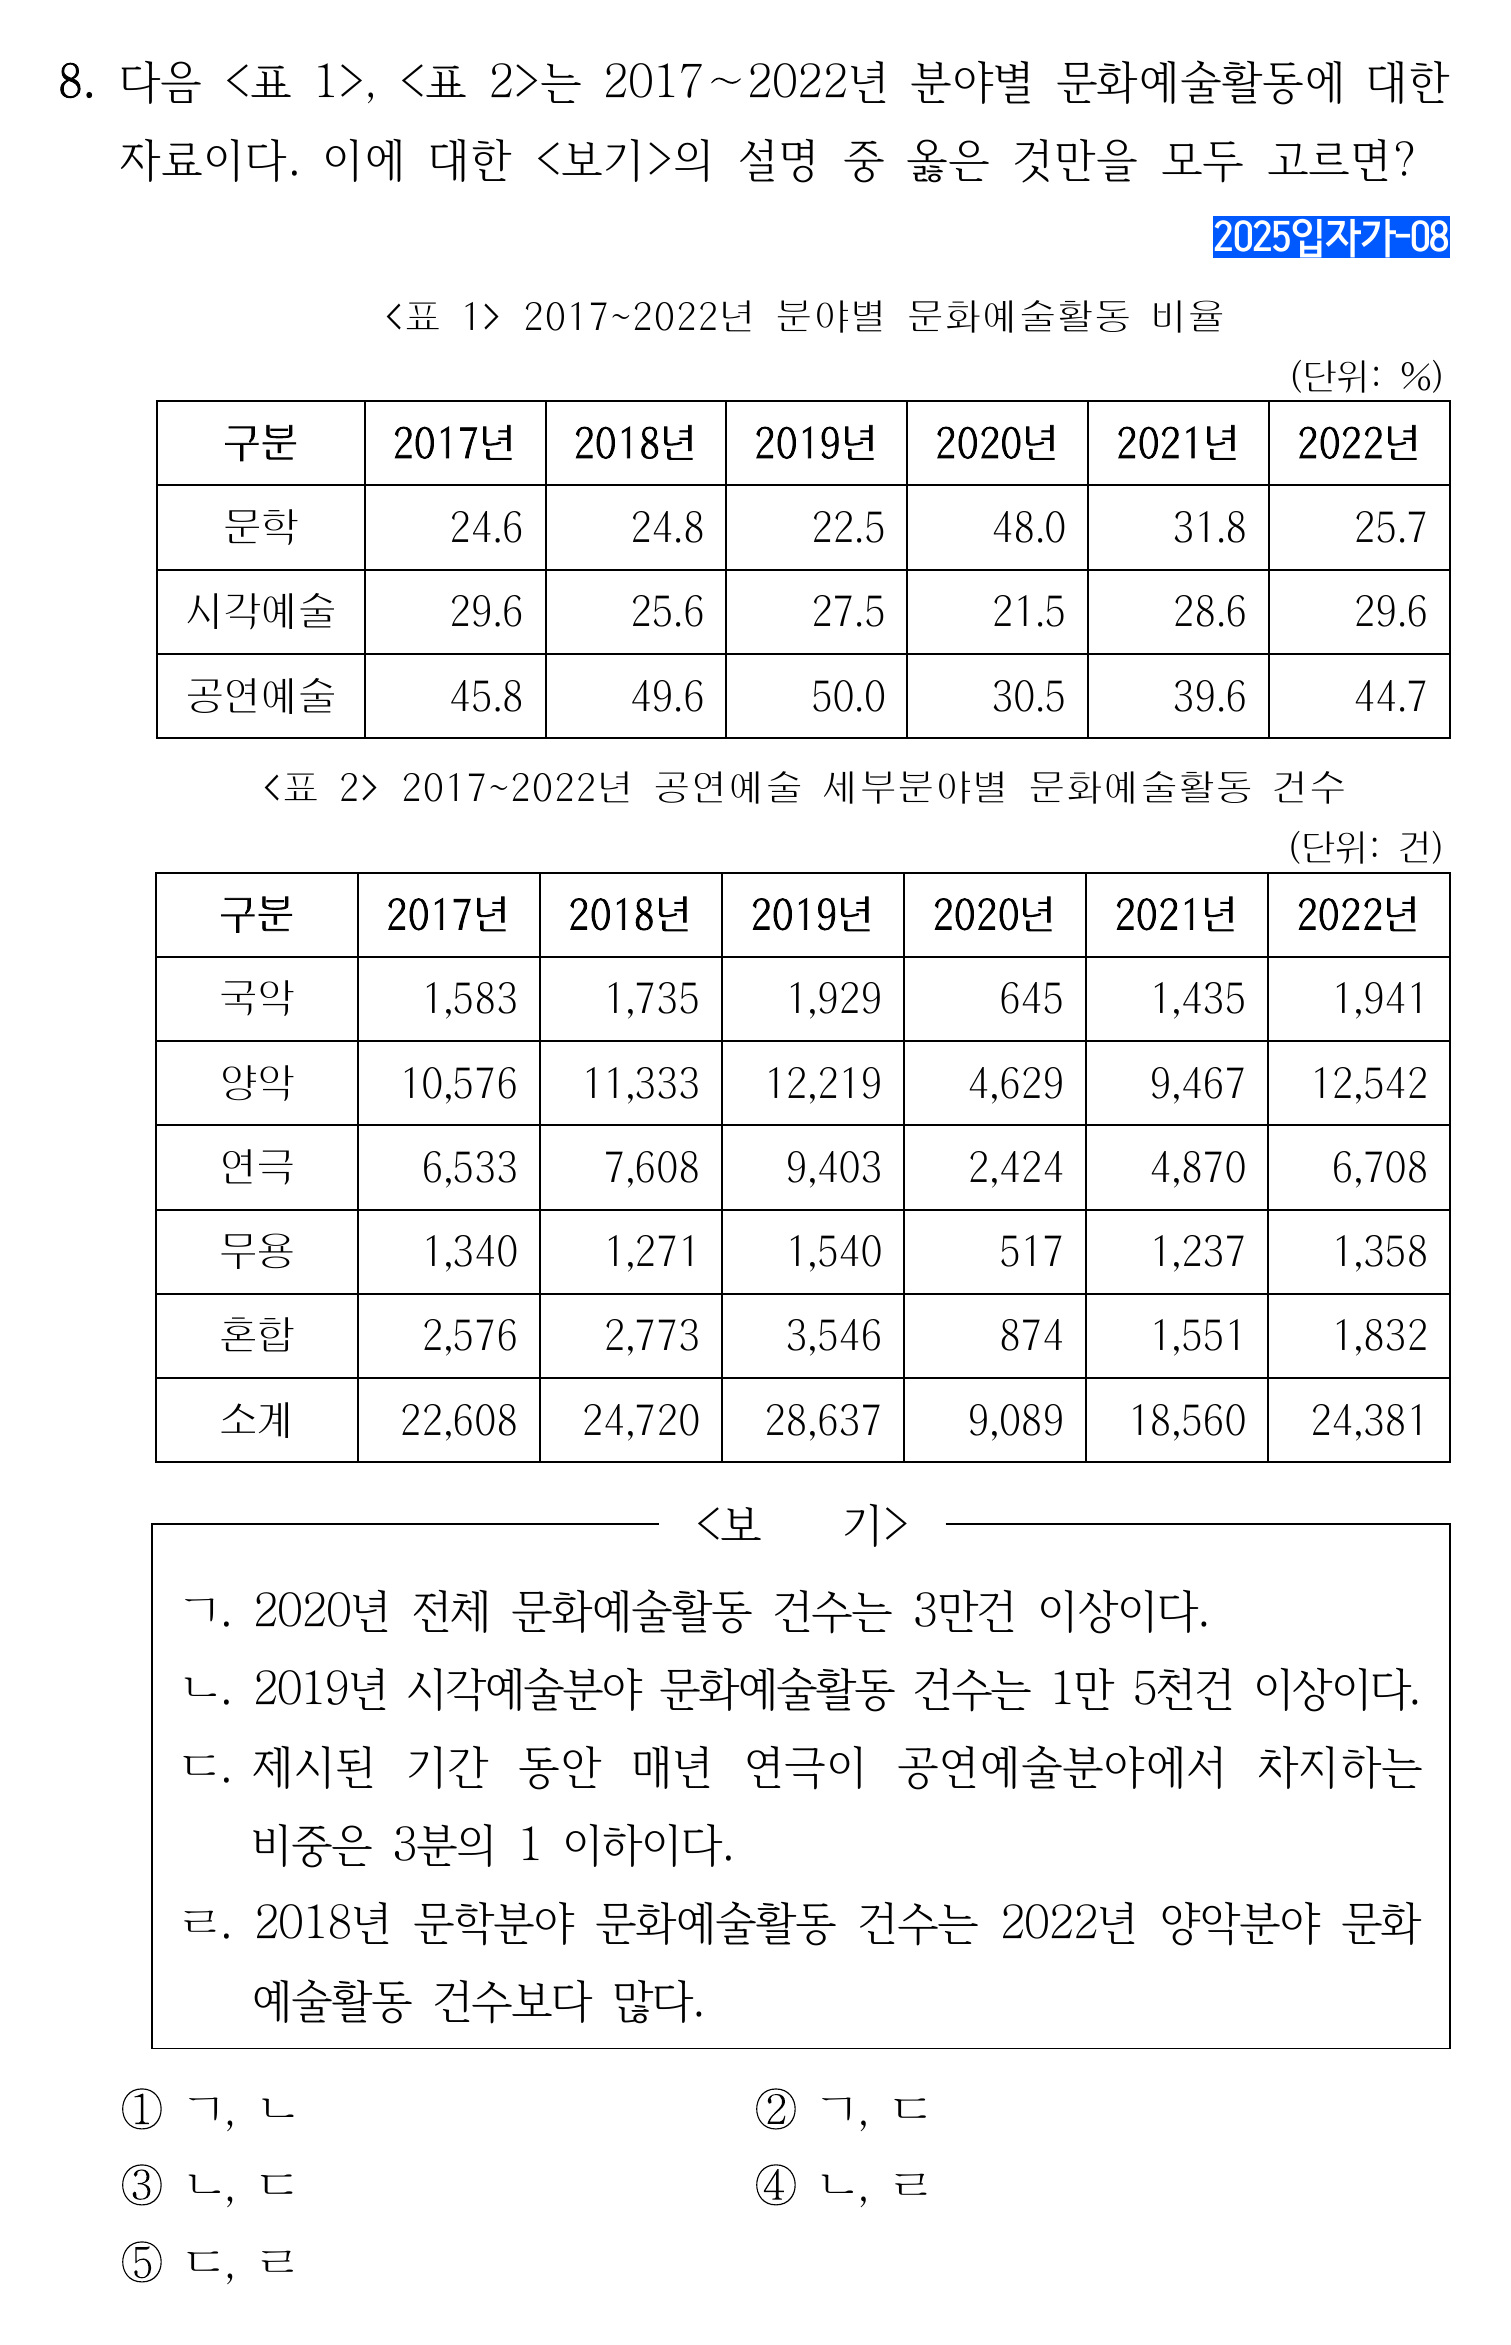 8. 다음 <표 1>, <표 2>는 2017~2022년 분야별 문화예술활동에 대한
자료이다. 이에 대한 <보기>의 설명 중 옳은 것만을 모두 고르면?
2025입자가-08
<표 1> 2017~2022년 분야별 문화예술활동 비율
(단위: %)
구분 2017년 2018년 2019년 2020년 2021년 2022년
문학 24.6 24.8 22.5 48.0 31.8 25.7
시각예술 29.6 25.6 27.5 21.5 28.6 29.6
공연예술 45.8 49.6 50.0 30.5 39.6 44.7
<표 2> 2017~2022년 공연예술 세부분야별 문화예술활동 건수
(단위: 건)
구분 2017년 2018년 2019년 2020년 2021년 2022년
국악 1,583 1,735 1,929 645 1,435 1,941
양악 10,576 11,333 12,219 4,629 9,467 12,542
연극 6,533 7,608 9,403 2,424 4,870 6,708
무용 1,340 1,271 1,540 517 1,237 1,358
혼합 2,576 2,773 3,546 874 1,551 1,832
소계 22,608 24,720 28,637 9,089 18,560 24,381
<보 기>
ㄱ. 2020년 전체 문화예술활동 건수는 3만건 이상이다.
ㄴ. 2019년 시각예술분야 문화예술활동 건수는 1만 5천건 이상이다.
ㄷ. 제시된 기간 동안 매년 연극이 공연예술분야에서 차지하는
비중은 3분의 1 이하이다.
ㄹ. 2018년 문학분야 문화예술활동 건수는 2022년 양악분야 문화
예술활동 건수보다 많다.
① ㄱ, ㄴ ② ㄱ, ㄷ
③ ㄴ, ㄷ ④ ㄴ, ㄹ
⑤ ㄷ, ㄹ